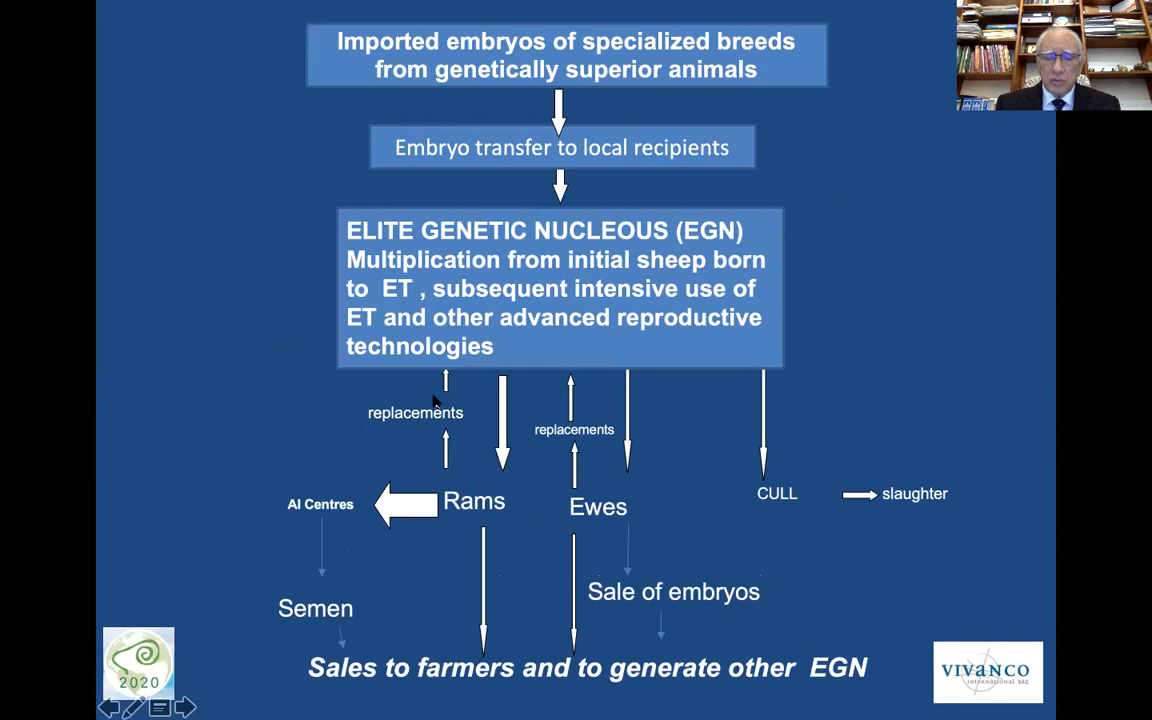 Imported embryos of specialized breeds
from genetically superior animals
Embryo transfer to local recipients
ELITE GENETIC NUCLEOUS (EGN)
Multiplication from initial sheep born
to ET , subsequent intensive use of
ET and other advanced reproductive
technologies
replacements
replacements
AI Centres
Rams
Ewes
CULL
slaughter
Semen
Sale of embryos
Sales to farmers and to generate other EGN
2020
VIVANCO
INTERNATIONAL SAC